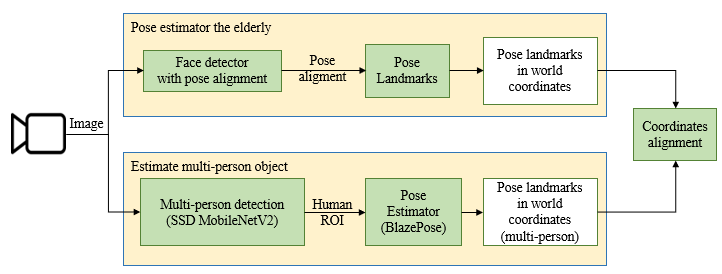 Pose estimator the elderly
Face detector
with pose alignment
Pose
aligment
Pose
Landmarks
Pose landmarks
in world
coordinates
Image
Coordinates
alignment
Estimate multi-person object
Multi-person detection
(SSD MobileNetV2)
Human
ROI
Pose
Estimator
(BlazePose)
Pose landmarks
in world
coordinates
(multi-person)